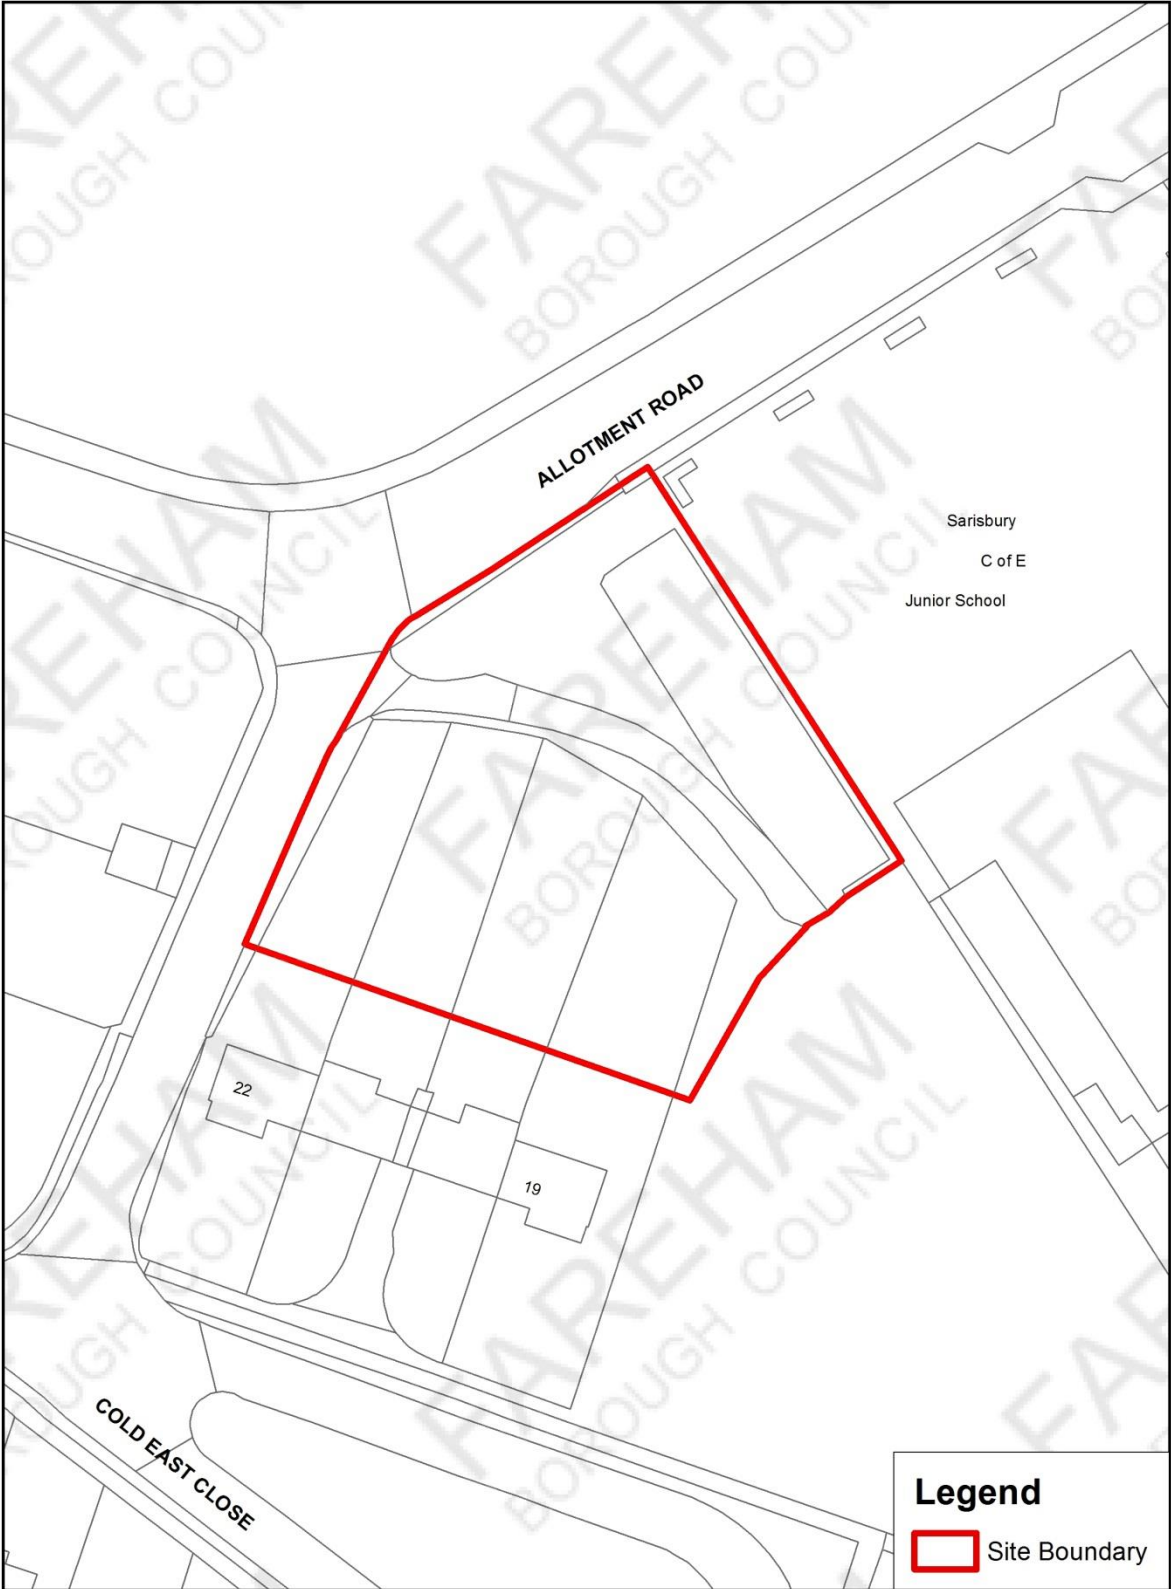 FAREHAM
BOROUGH COUNCIL
ALLOTMENT ROAD
Sarisbury
C of E
Junior School
22
19
COLD EAST CLOSE
Legend
Site Boundary